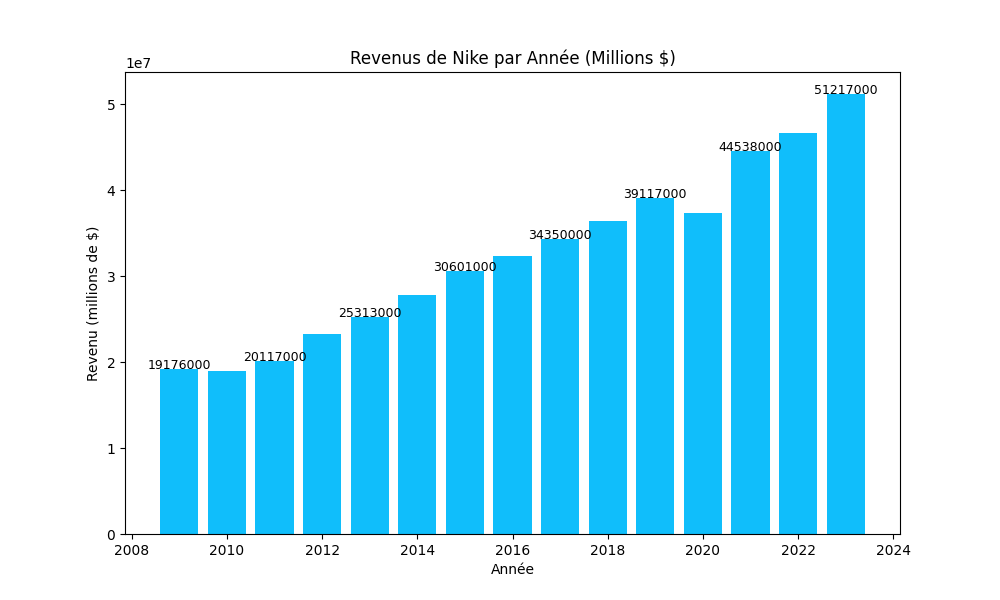 Revenus de Nike par Année (Millions $)
1e7
51217000
5
44538000
4
39117000
34350000
30601000
3
25313000
20117000
19176000
2
1
0
Revenu (millions de $)
2008 2010 2012 2014 2016 2018 2020 2022 2024
Année